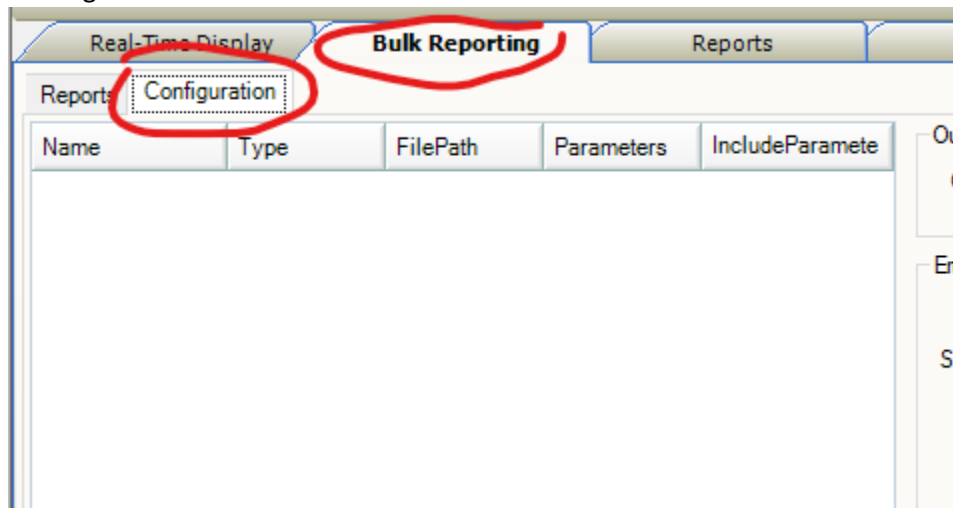 Real-Time Display Bulk Reporting Reports
Reports Configuration
Name Type FilePath Parameters IncludeParamete